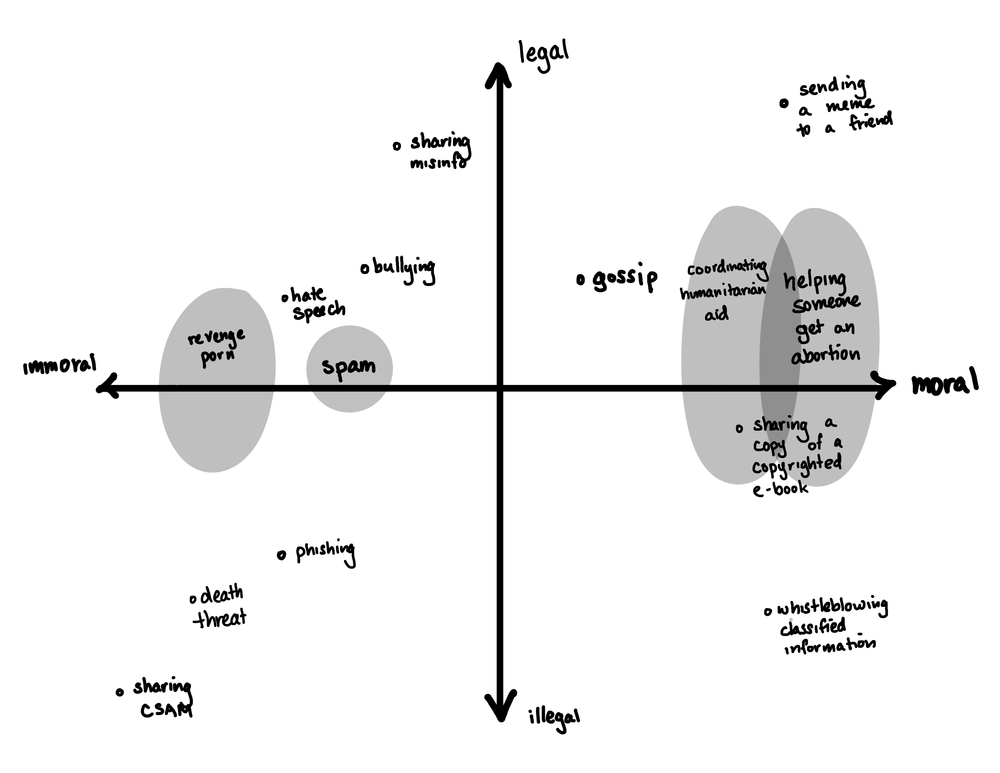 legal
sending
a meme
to a friend
sharing
misinfo
bullying
gossip
coordinating
humanitarian
aid
helping
someone
get an
abortion
hate
speech
revenge
porn
spam
immoral
moral
sharing a
copy of a
copyrighted
e-book
phishing
death
threat
whistleblowing
classified
information
sharing
CSAM
illegal